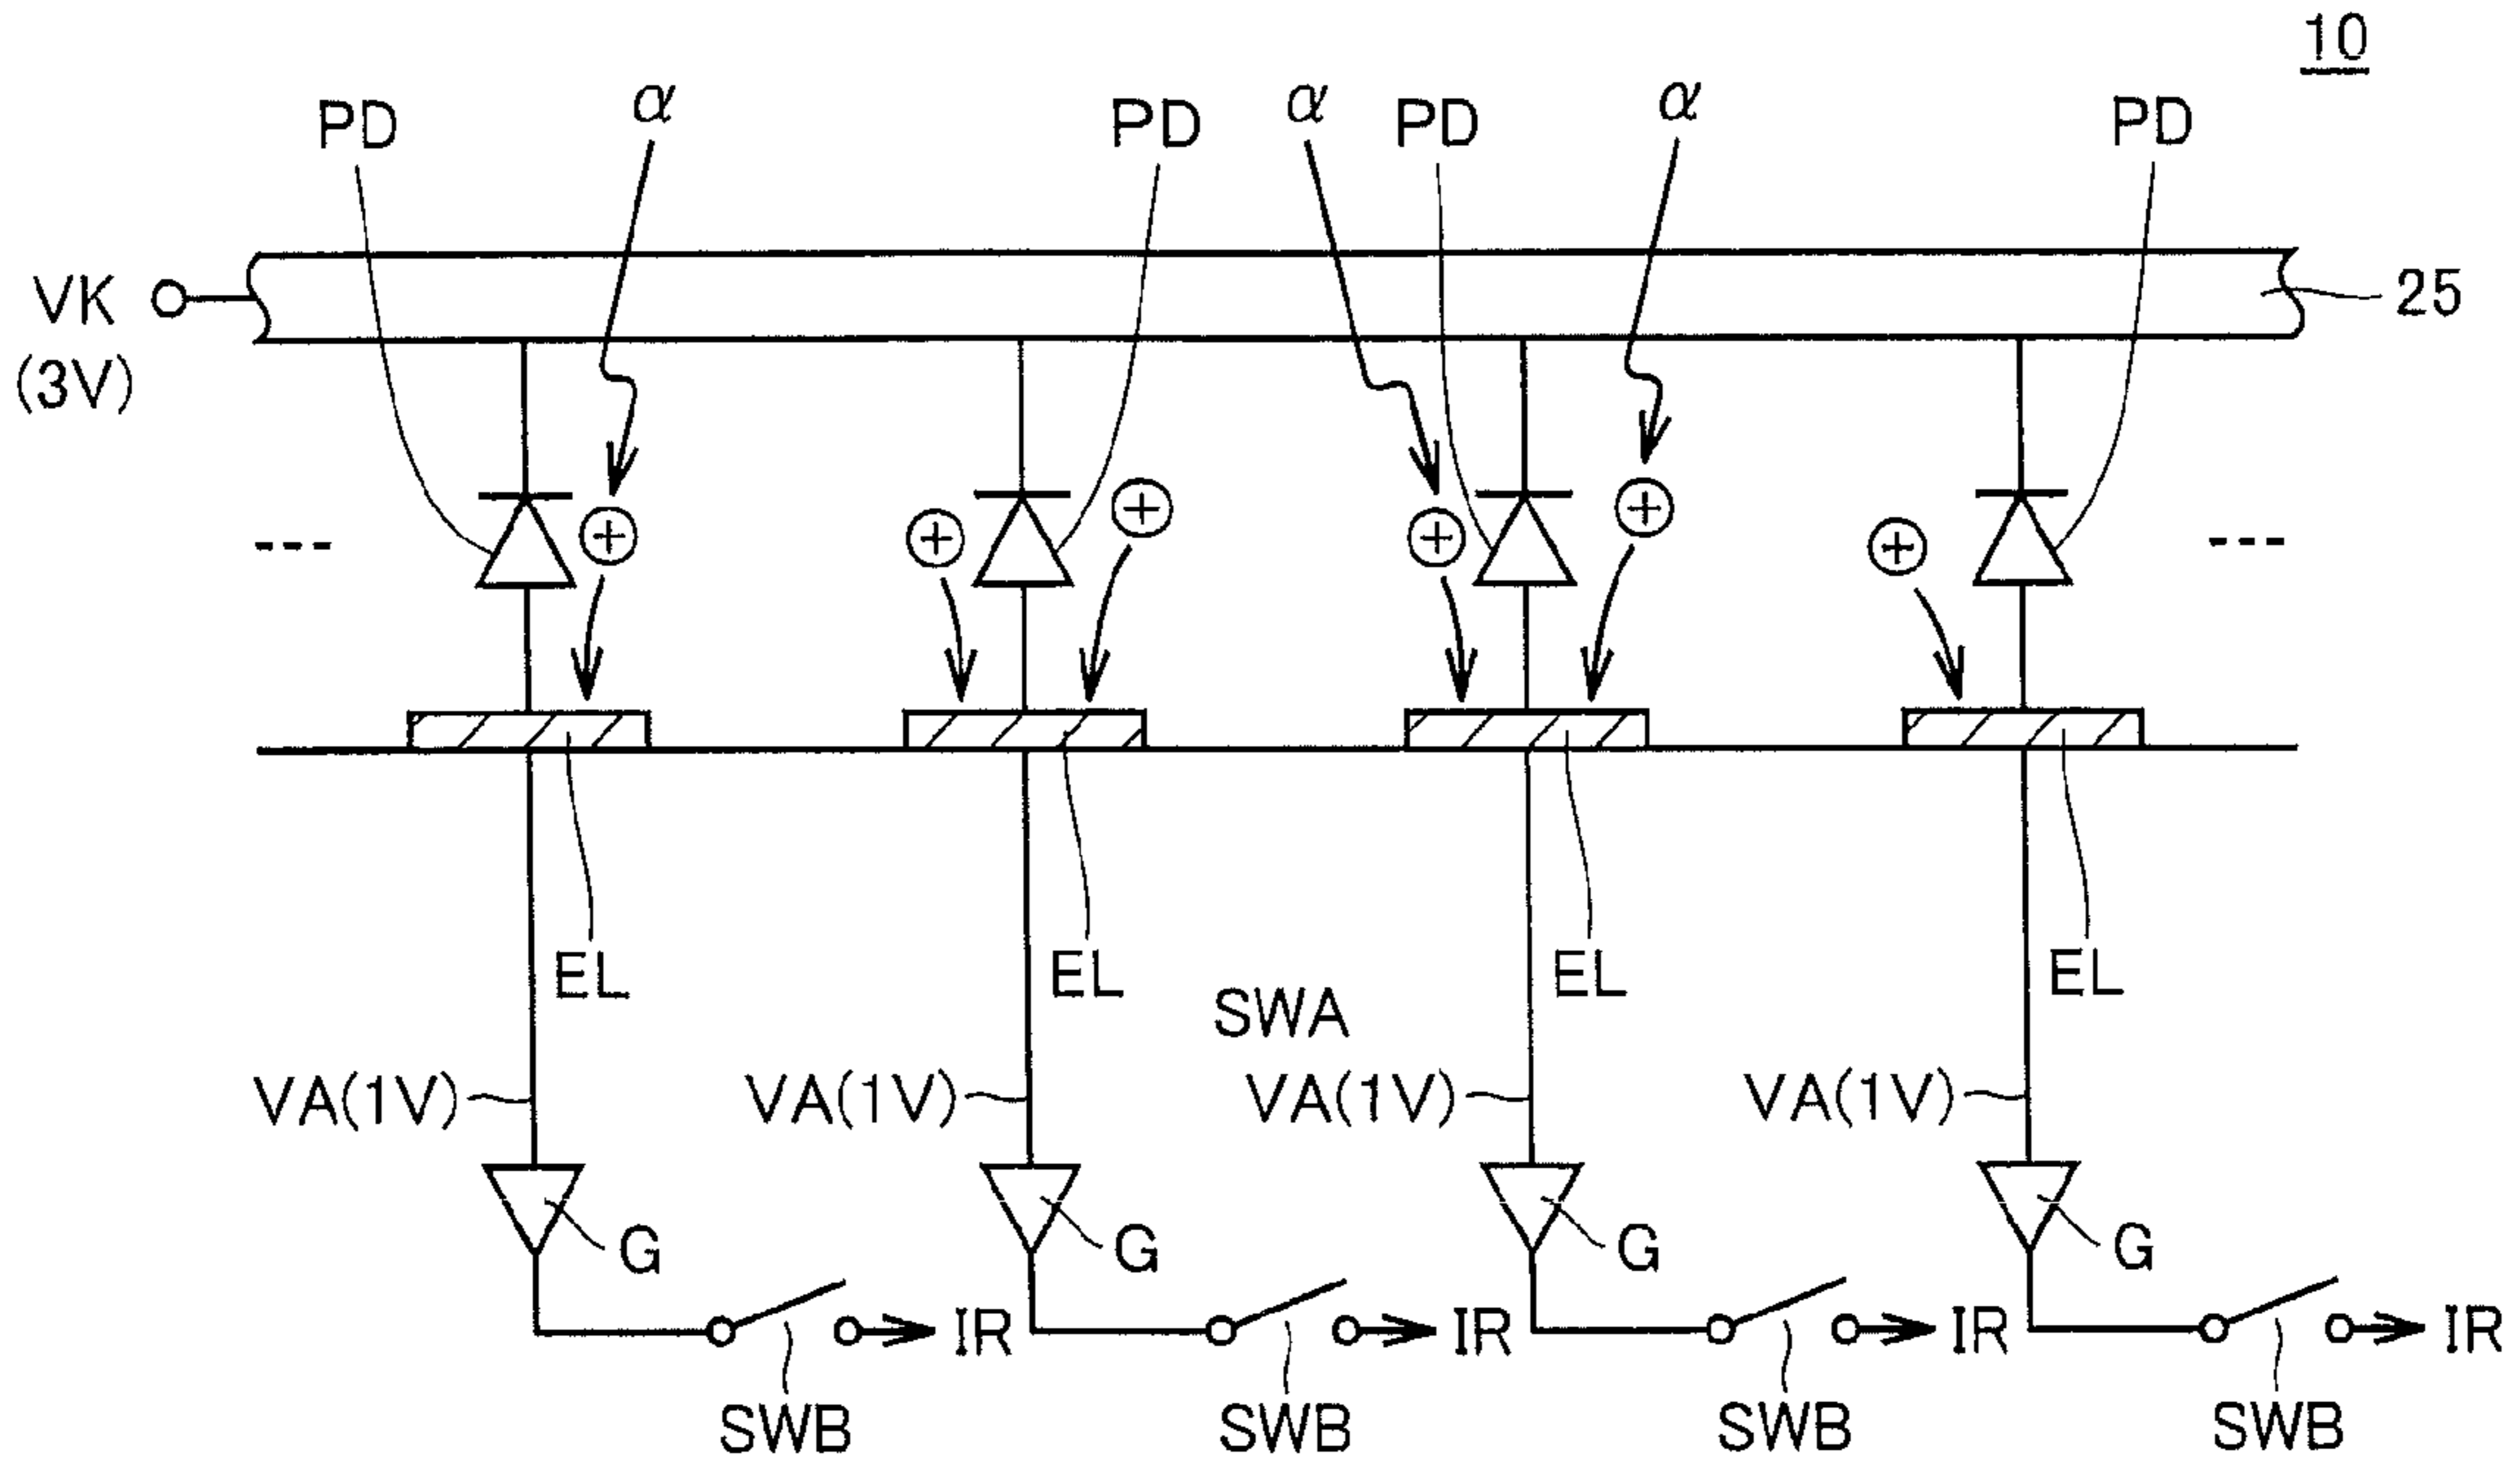 10
PD α PD α PD α PD
VK 25
(3V)
--- + + + + + + ---
EL EL EL EL
SWA
VA(1V) VA(1V) VA(1V) VA(1V)
G G G G
IR IR IR IR
SWB SWB SWB SWB